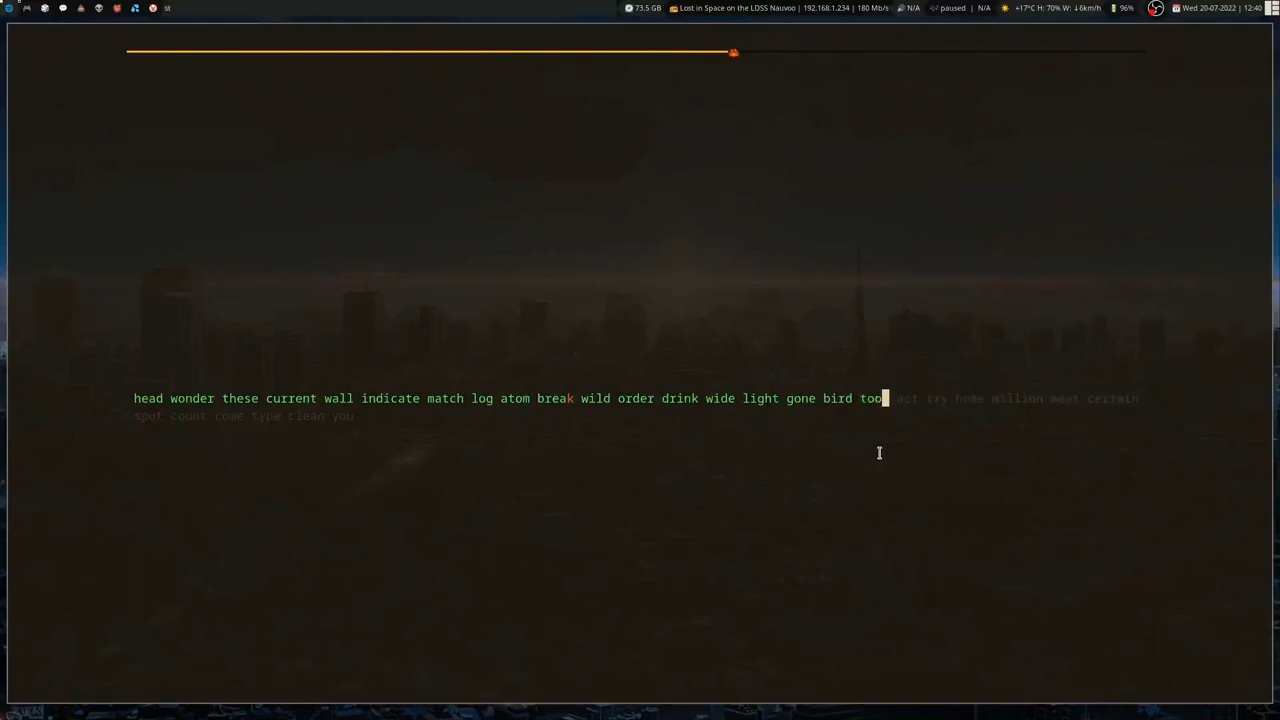 st 73.5 GB Lost in Space on the LDSS Nauvoo | 192.168.1.234 | 180 Mb/s N/A paused | N/A +17°C H: 70% W: ↓6km/h 96% Wed 20-07-2022 | 12:40
head wonder these current wall indicate match log atom break wild order drink wide light gone bird too act try home million meat certain
spot count come type clean you